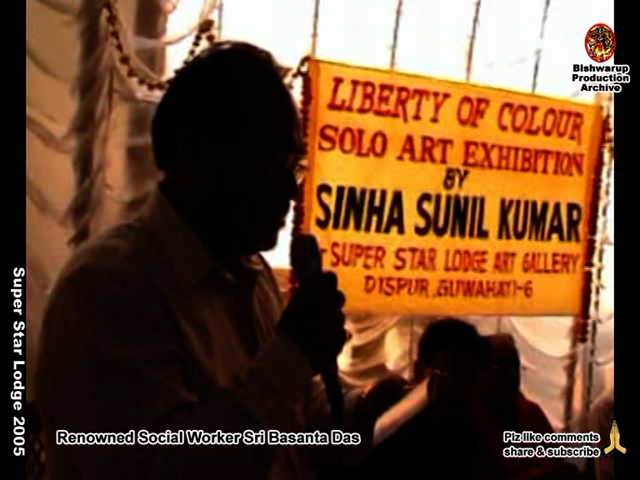 Bishwarup
Production
Archive
LIBERTY OF COLOUR
SOLO ART EXHIBITION
BY
SINHA SUNIL KUMAR
SUPER STAR LODGE ART GALLERY
DISPUR, GUWAHATI-6
Super Star Lodge 2005
Renowned Social Worker Sri Basanta Das
Plz like comments
share & subscribe